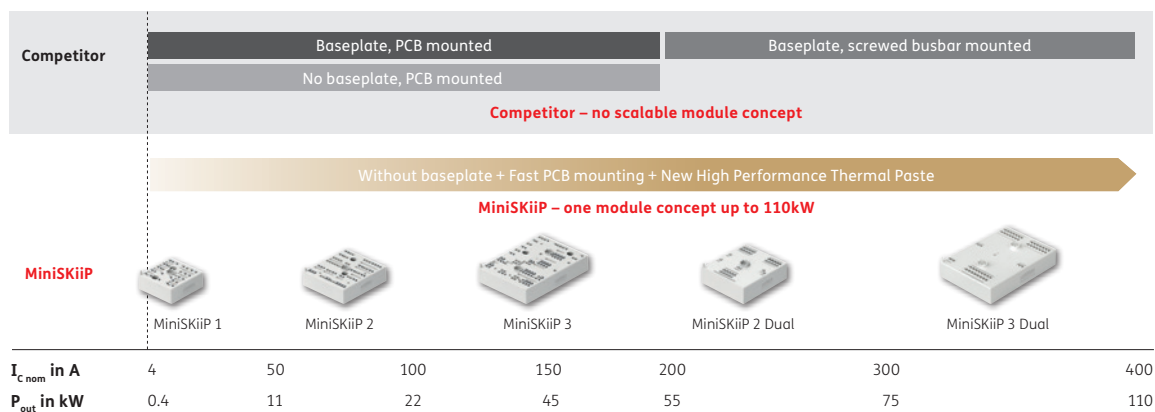 Competitor
Baseplate, PCB mounted
Baseplate, screwed busbar mounted
No baseplate, PCB mounted
Competitor – no scalable module concept
Without baseplate + Fast PCB mounting + New High Performance Thermal Paste
MiniSKiiP – one module concept up to 110kW
MiniSKiiP
MiniSKiiP 1
MiniSKiiP 2
MiniSKiiP 3
MiniSKiiP 2 Dual
MiniSKiiP 3 Dual
I_C nom in A 4 50 100 150 200 300 400
P_out in kW 0.4 11 22 45 55 75 110